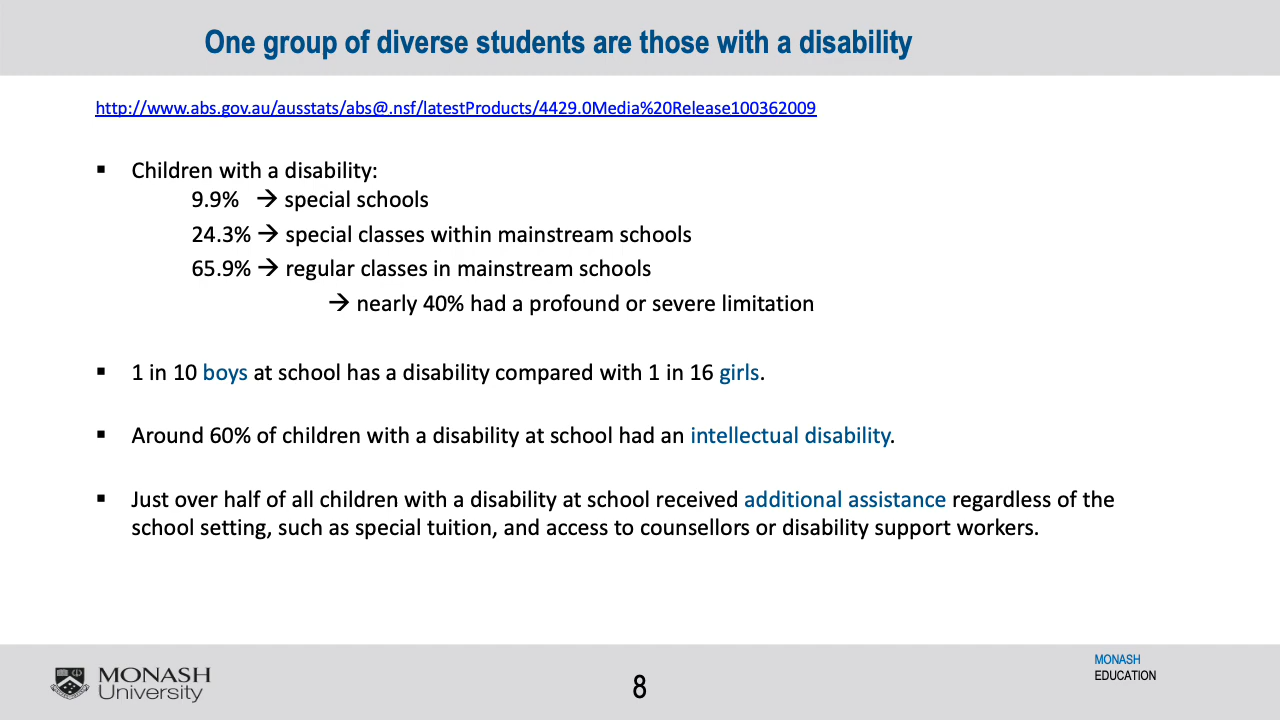 One group of diverse students are those with a disability
http://www.abs.gov.au/ausstats/abs@.nsf/latestProducts/4429.0Media%20Release100362009
▪ Children with a disability:
9.9% → special schools
24.3% → special classes within mainstream schools
65.9% → regular classes in mainstream schools
→ nearly 40% had a profound or severe limitation
▪ 1 in 10 boys at school has a disability compared with 1 in 16 girls.
▪ Around 60% of children with a disability at school had an intellectual disability.
▪ Just over half of all children with a disability at school received additional assistance regardless of the
school setting, such as special tuition, and access to counsellors or disability support workers.
MONASH
University
8
MONASH
EDUCATION